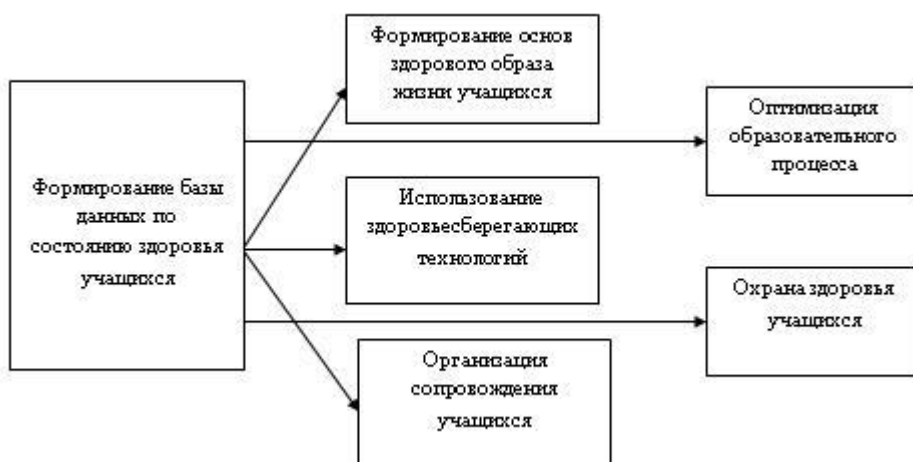 Формирование базы
данных по
состоянию здоровья
учащихся
Формирование основ
здорового образа
жизни учащихся
Использование
здоровьесберегающих
технологий
Организация
сопровождения
учащихся
Оптимизация
образовательного
процесса
Охрана здоровья
учащихся